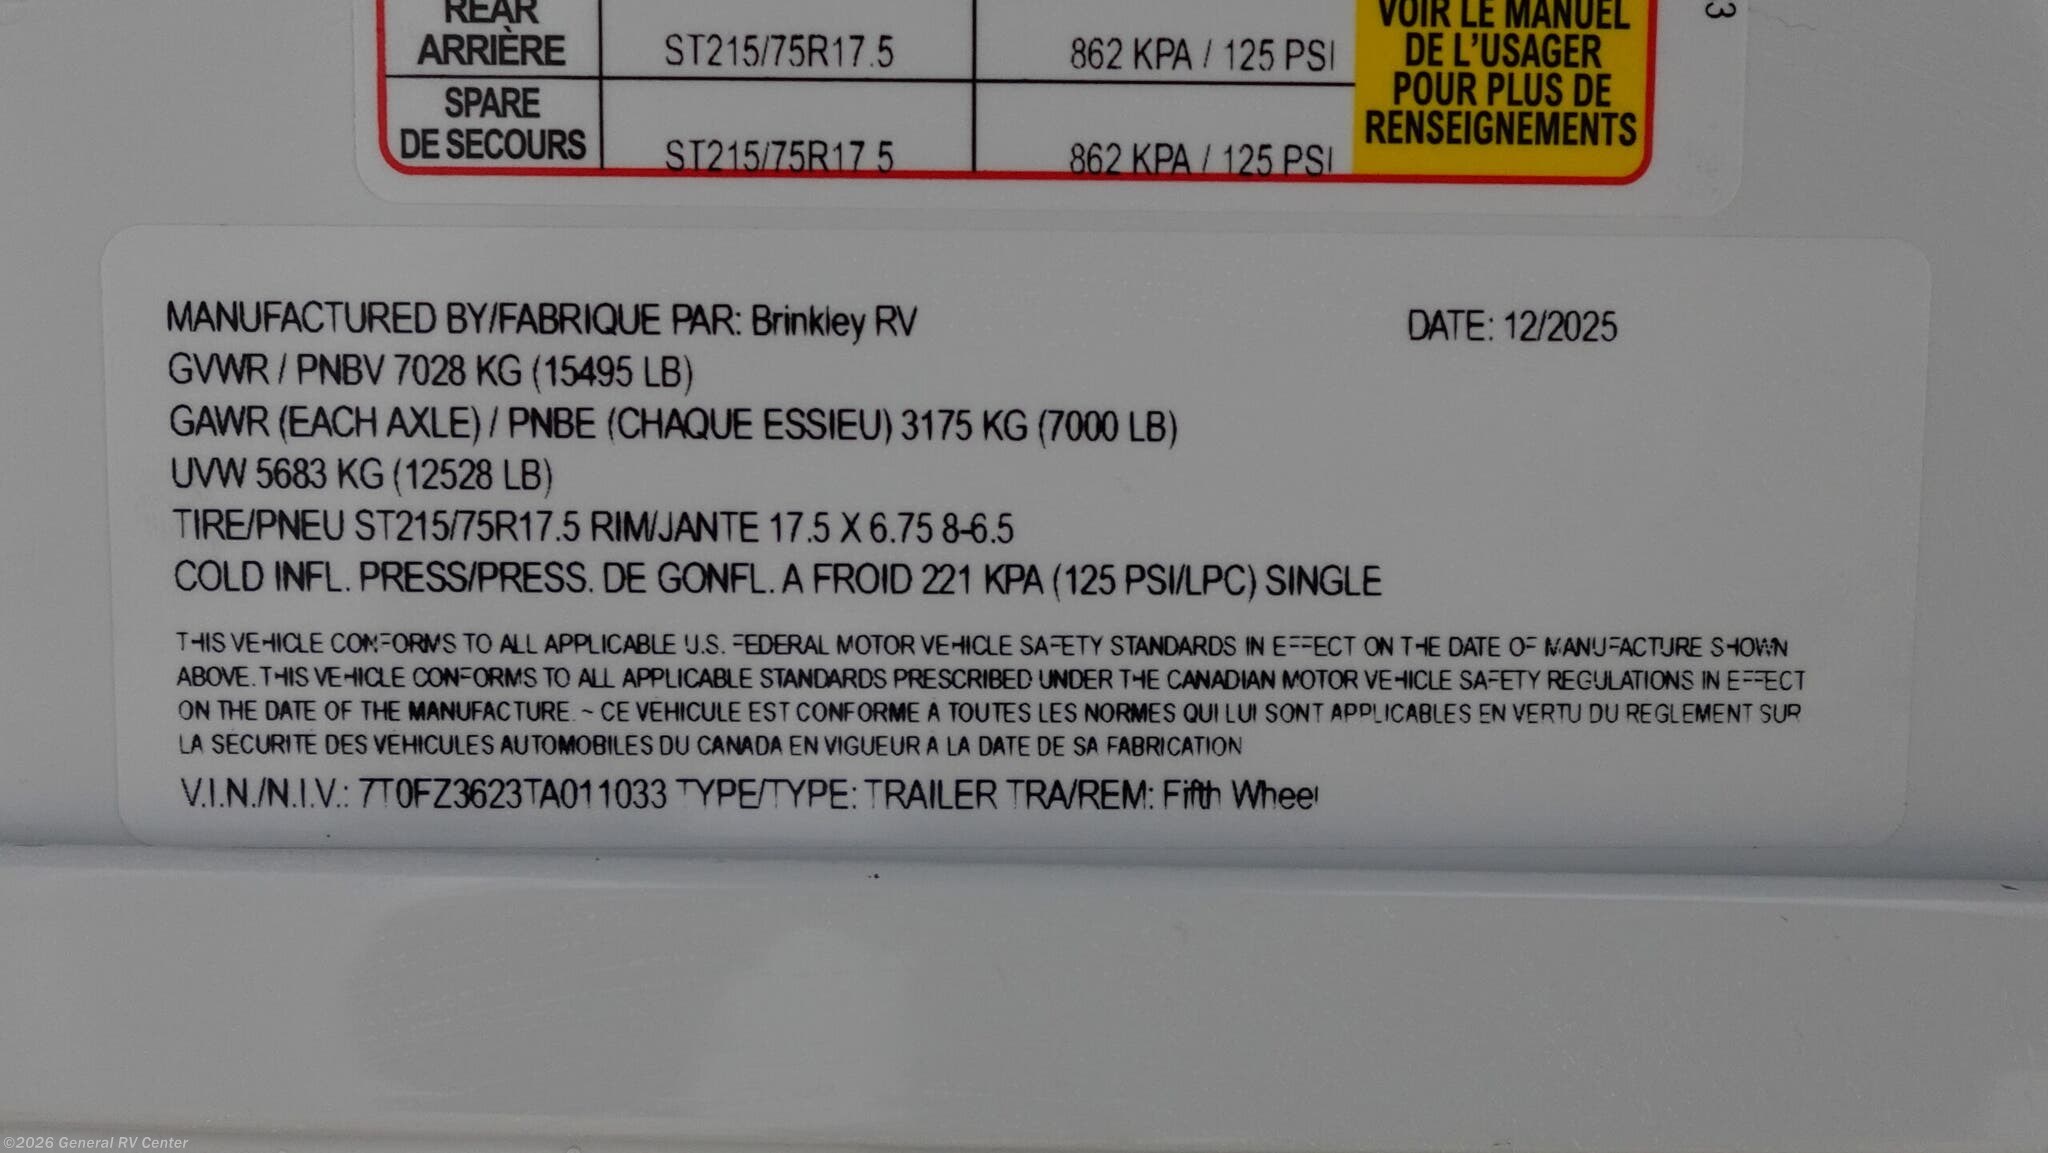 REAR
ARRIÈRE
ST215/75R17.5
862 KPA / 125 PSI
SPARE
DE SECOURS
ST215/75R17.5
862 KPA / 125 PSI
VOIR LE MANUEL
DE L'USAGER
POUR PLUS DE
RENSEIGNEMENTS
3
MANUFACTURED BY/FABRIQUE PAR: Brinkley RV
DATE: 12/2025
GVWR / PNBV 7028 KG (15495 LB)
GAWR (EACH AXLE) / PNBE (CHAQUE ESSIEU) 3175 KG (7000 LB)
UVW 5683 KG (12528 LB)
TIRE/PNEU ST215/75R17.5 RIM/JANTE 17.5 X 6.75 8-6.5
COLD INFL. PRESS/PRESS. DE GONFL. A FROID 221 KPA (125 PSI/LPC) SINGLE
THIS VEHICLE CONFORMS TO ALL APPLICABLE U.S. FEDERAL MOTOR VEHICLE SAFETY STANDARDS IN EFFECT ON THE DATE OF MANUFACTURE SHOWN
ABOVE. THIS VEHICLE CONFORMS TO ALL APPLICABLE STANDARDS PRESCRIBED UNDER THE CANADIAN MOTOR VEHICLE SAFETY REGULATIONS IN EFFECT
ON THE DATE OF THE MANUFACTURE. ~ CE VEHICULE EST CONFORME A TOUTES LES NORMES QUI LUI SONT APPLICABLES EN VERTU DU REGLEMENT SUR
LA SECURITE DES VEHICULES AUTOMOBILES DU CANADA EN VIGUEUR A LA DATE DE SA FABRICATION
V.I.N./N.I.V.: 7T0FZ3623TA011033 TYPE/TYPE: TRAILER TRA/REM: Fifth Wheel
©2026 General RV Center